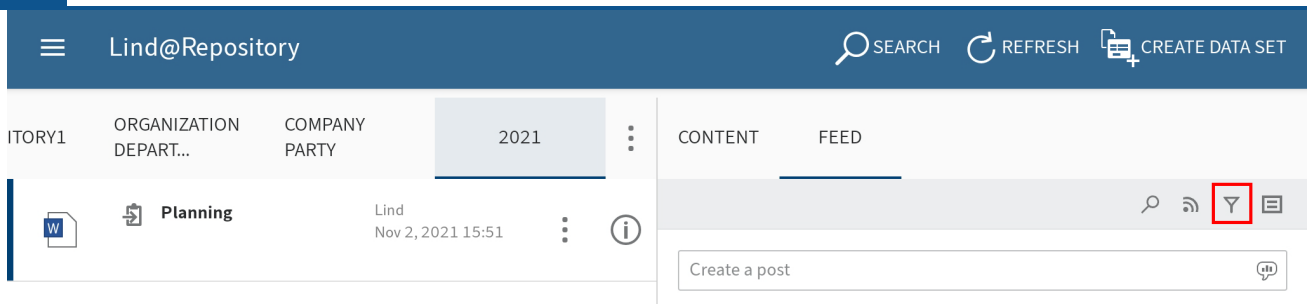 Lind@Repository
SEARCH
REFRESH
CREATE DATA SET
ITORY1
ORGANIZATION
DEPART...
COMPANY
PARTY
2021
CONTENT
FEED
W
Planning
Lind
Nov 2, 2021 15:51
Create a post